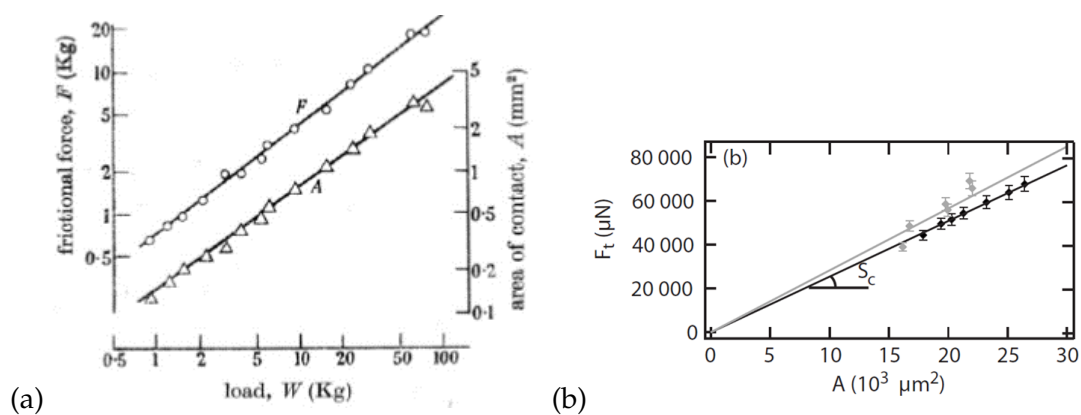 20
10
5
2
1
0·5
frictional force, F (Kg)
F
A
5
2
1
0·5
0·2
0·1
area of contact, A (mm²)
0·5 1 2 5 10 20 50 100
load, W (Kg)
(a)
(b)
80 000
60 000
40 000
20 000
0
Fₜ (µN)
(b)
S꜀
0 5 10 15 20 25 30
A (10³ µm²)